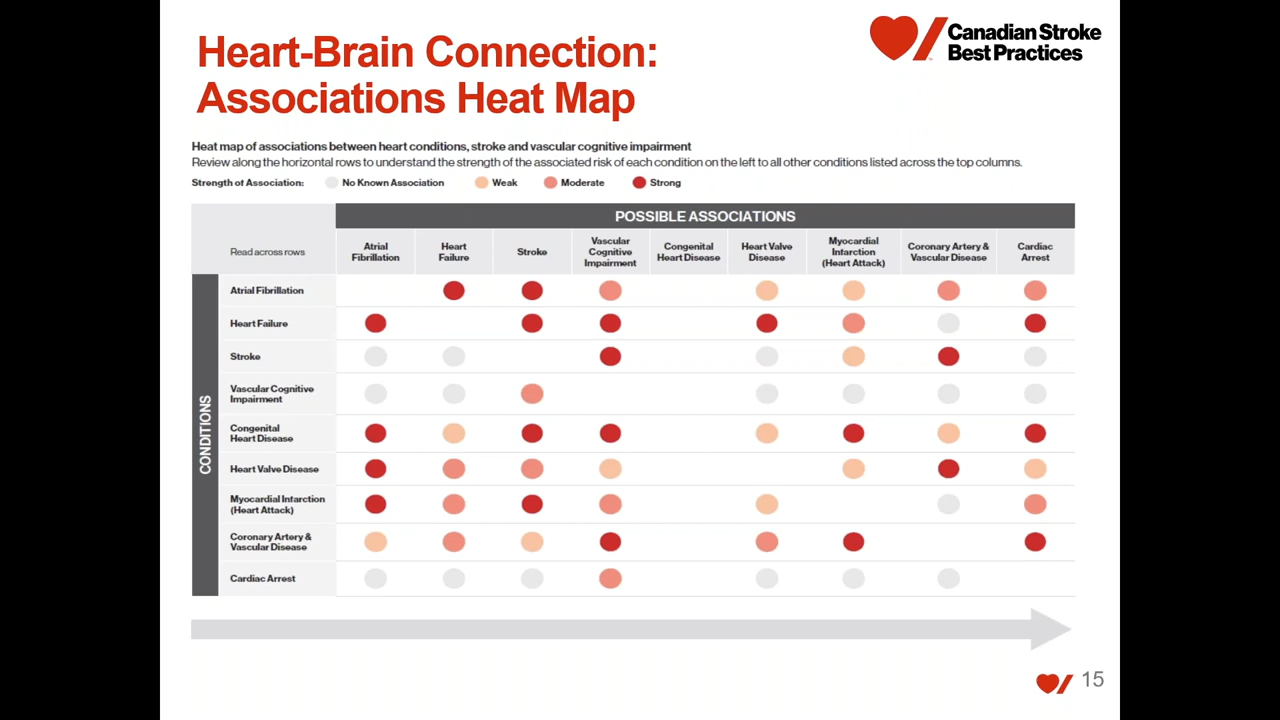 Heart-Brain Connection:
Associations Heat Map
Canadian Stroke
Best Practices
Heat map of associations between heart conditions, stroke and vascular cognitive impairment
Review along the horizontal rows to understand the strength of the associated risk of each condition on the left to all other conditions listed across the top columns.
Strength of Association: No Known Association Weak Moderate Strong
POSSIBLE ASSOCIATIONS
Read across rows
Atrial
Fibrillation
Heart
Failure
Stroke
Vascular
Cognitive
Impairment
Congenital
Heart Disease
Heart Valve
Disease
Myocardial
Infarction
(Heart Attack)
Coronary Artery &
Vascular Disease
Cardiac
Arrest
CONDITIONS
Atrial Fibrillation
Heart Failure
Stroke
Vascular Cognitive
Impairment
Congenital
Heart Disease
Heart Valve Disease
Myocardial Infarction
(Heart Attack)
Coronary Artery &
Vascular Disease
Cardiac Arrest
15